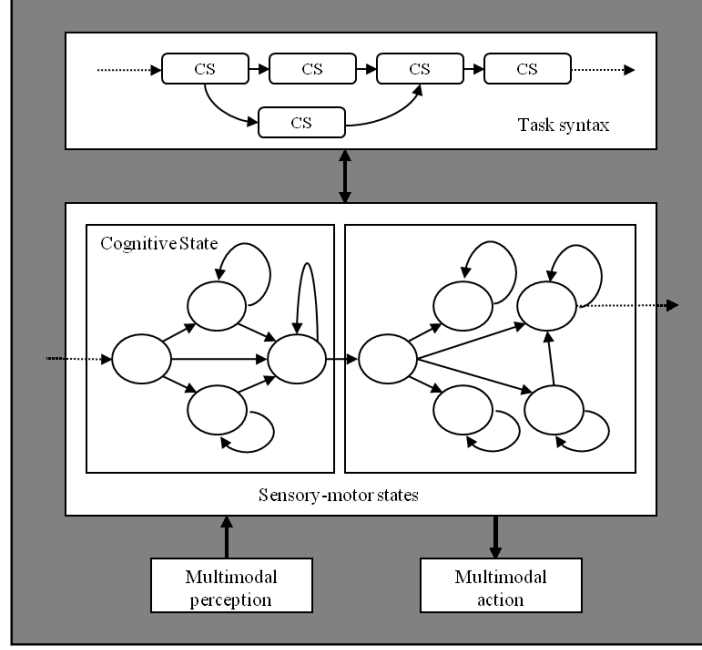 CS
CS
CS
CS
CS
Task syntax
Cognitive State
Sensory-motor states
Multimodal
perception
Multimodal
action